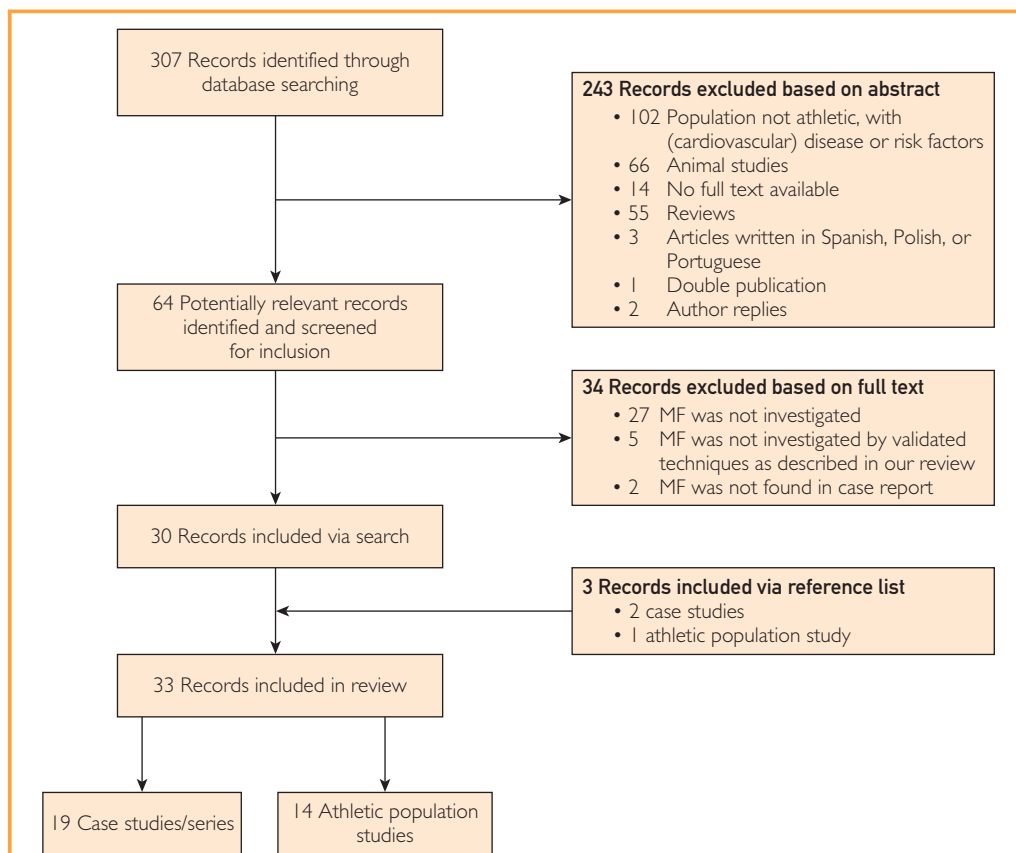 307 Records identified through
database searching
243 Records excluded based on abstract
• 102 Population not athletic, with
(cardiovascular) disease or risk factors
• 66 Animal studies
• 14 No full text available
• 55 Reviews
• 3 Articles written in Spanish, Polish, or
Portuguese
• 1 Double publication
• 2 Author replies
64 Potentially relevant records
identified and screened
for inclusion
34 Records excluded based on full text
• 27 MF was not investigated
• 5 MF was not investigated by validated
techniques as described in our review
• 2 MF was not found in case report
30 Records included via search
3 Records included via reference list
• 2 case studies
• 1 athletic population study
33 Records included in review
19 Case studies/series
14 Athletic population
studies